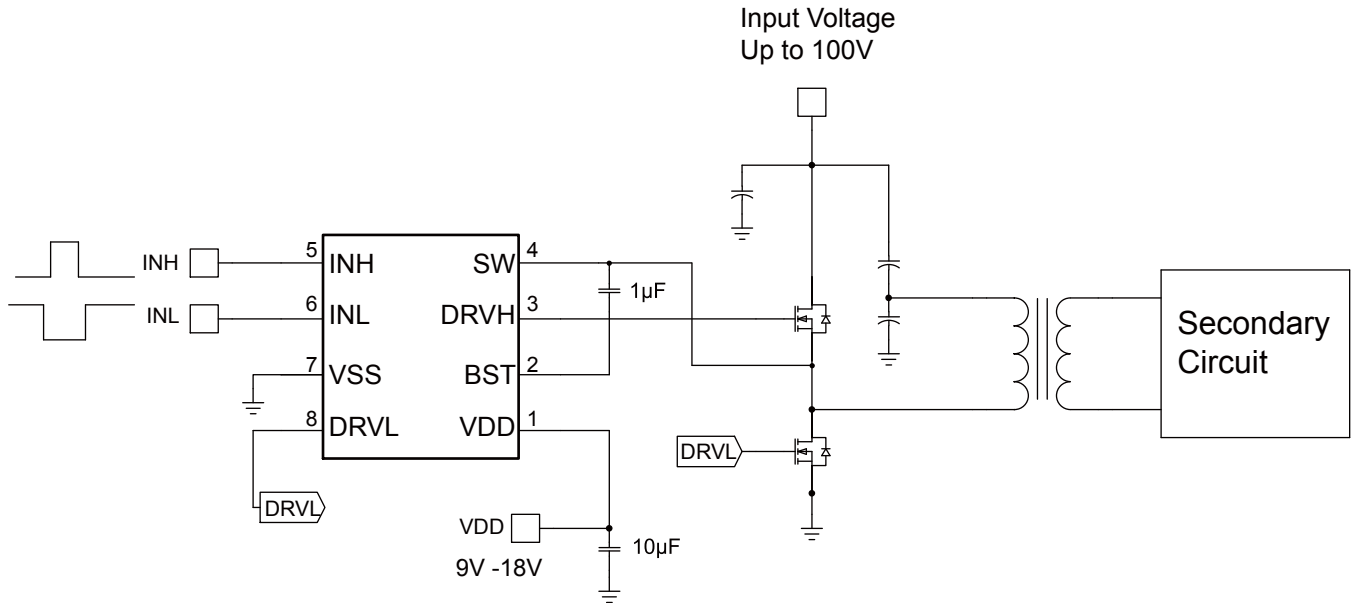 Input Voltage
Up to 100V
INH
5
INH
SW
4
1µF
INL
6
INL
DRVH
3
7
VSS
BST
2
8
DRVL
VDD
1
DRVL
DRVL
VDD
9V -18V
10µF
Secondary
Circuit